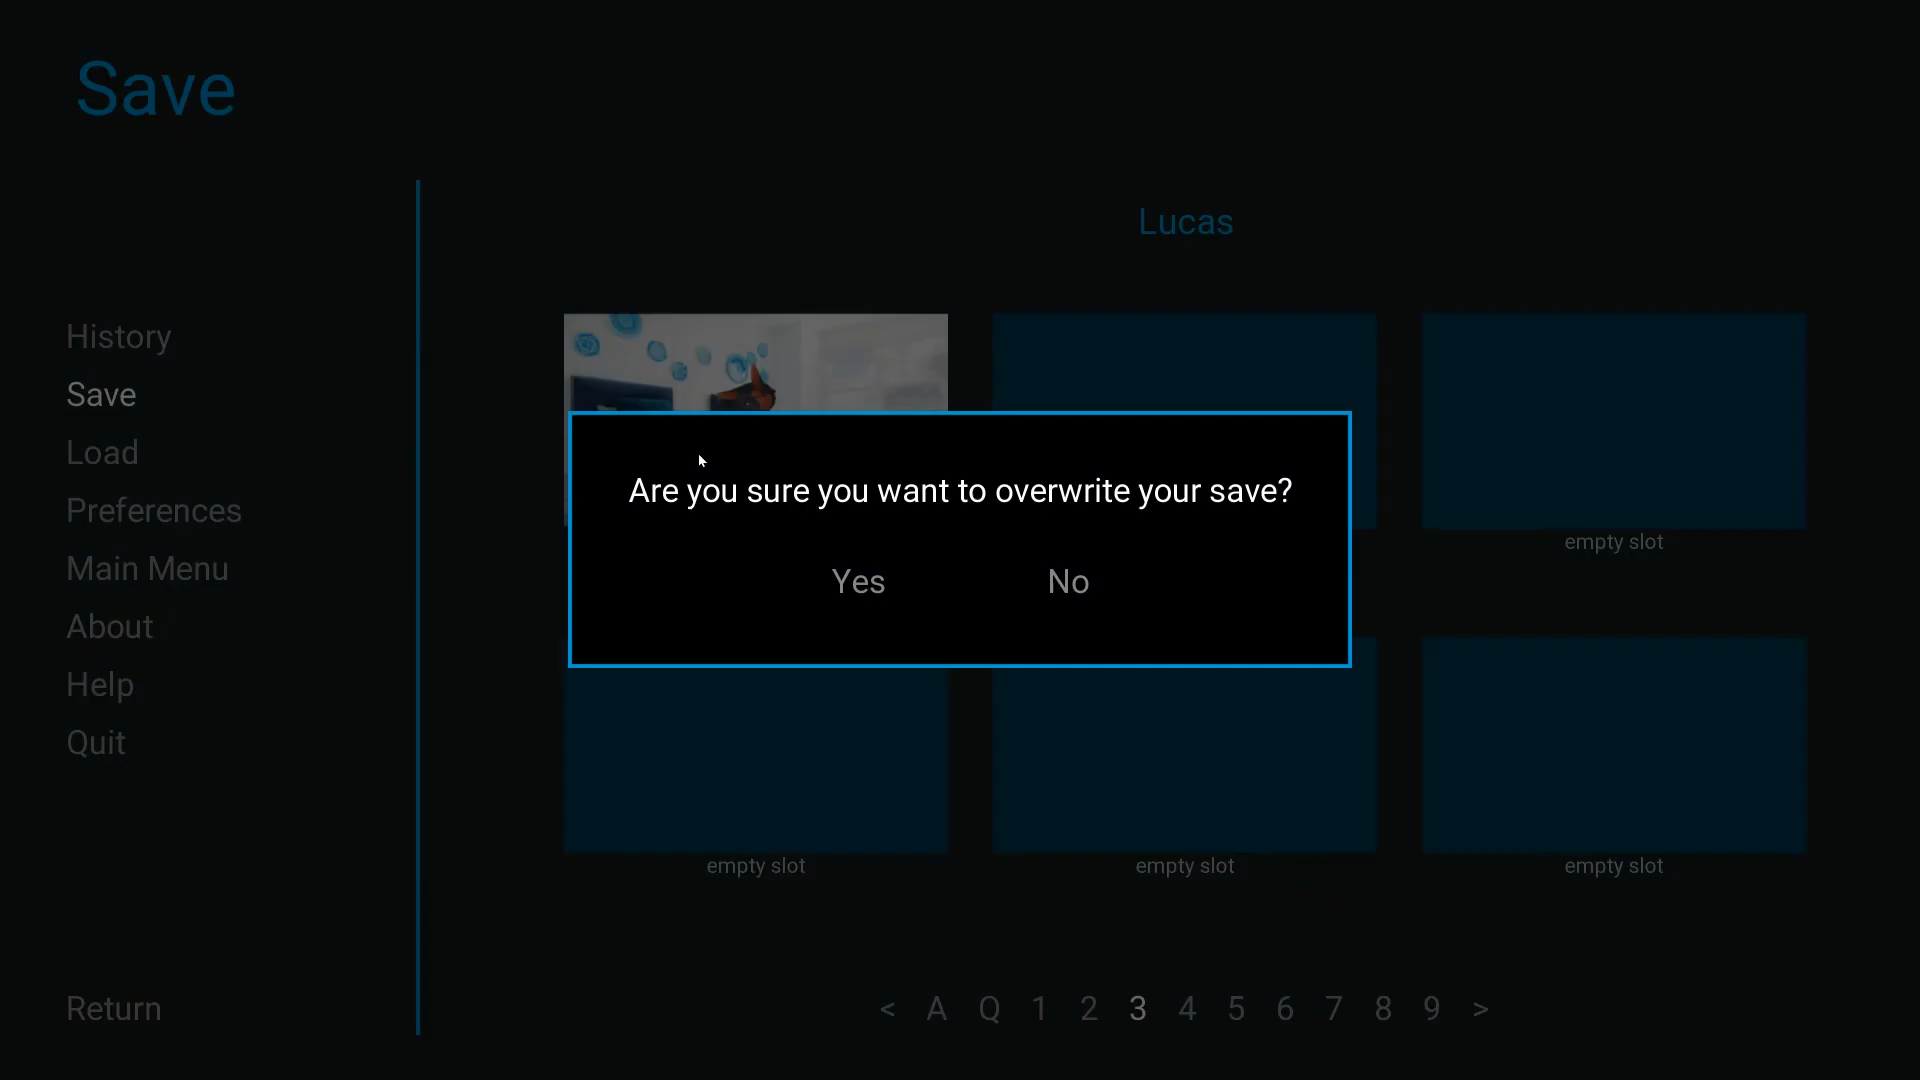 Save
Lucas
History
Save
Load
Preferences
Main Menu
About
Help
Quit
Return
Are you sure you want to overwrite your save?
Yes No
empty slot
empty slot empty slot empty slot
< A Q 1 2 3 4 5 6 7 8 9 >